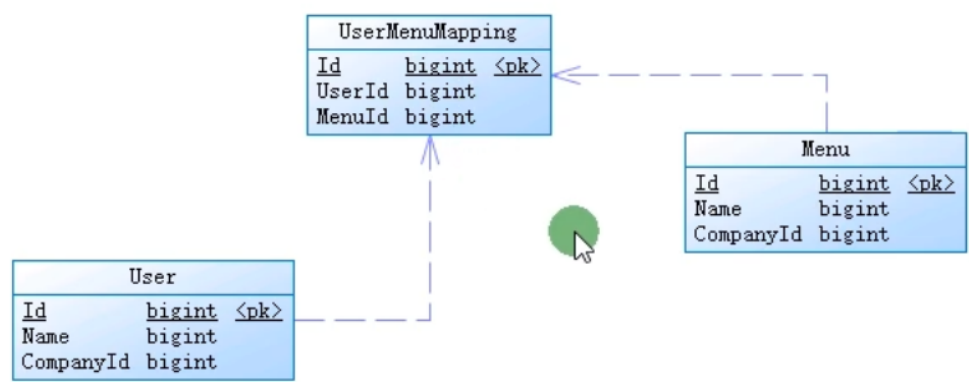 UserMenuMapping
Id bigint <pk>
UserId bigint
MenuId bigint
Menu
Id bigint <pk>
Name bigint
CompanyId bigint
User
Id bigint <pk>
Name bigint
CompanyId bigint